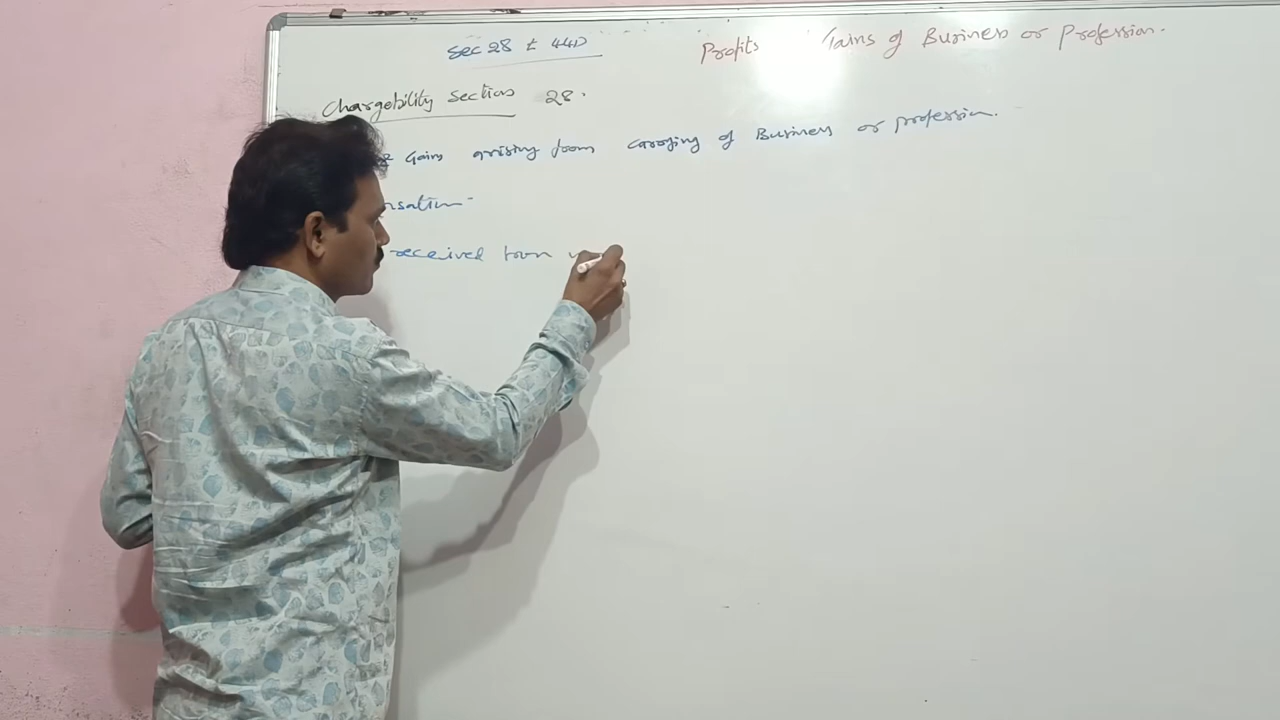 Sec 28 to 44D
Profits Gains of Business or Profession.
Chargebility Section 28.
& Gain arising from carrying of Business or profession.
nsation
received from